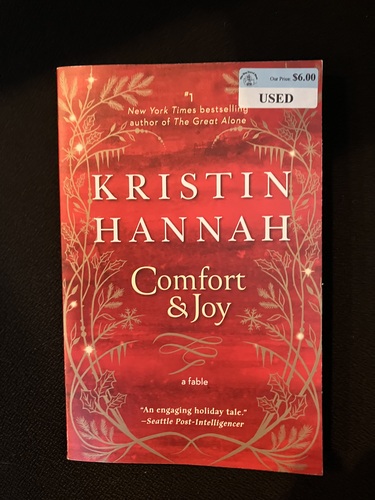 Our Price: $6.00
USED
#1
New York Times bestselling
author of The Great Alone
KRISTIN
HANNAH
Comfort
& Joy
a fable
"An engaging holiday tale."
—Seattle Post-Intelligencer